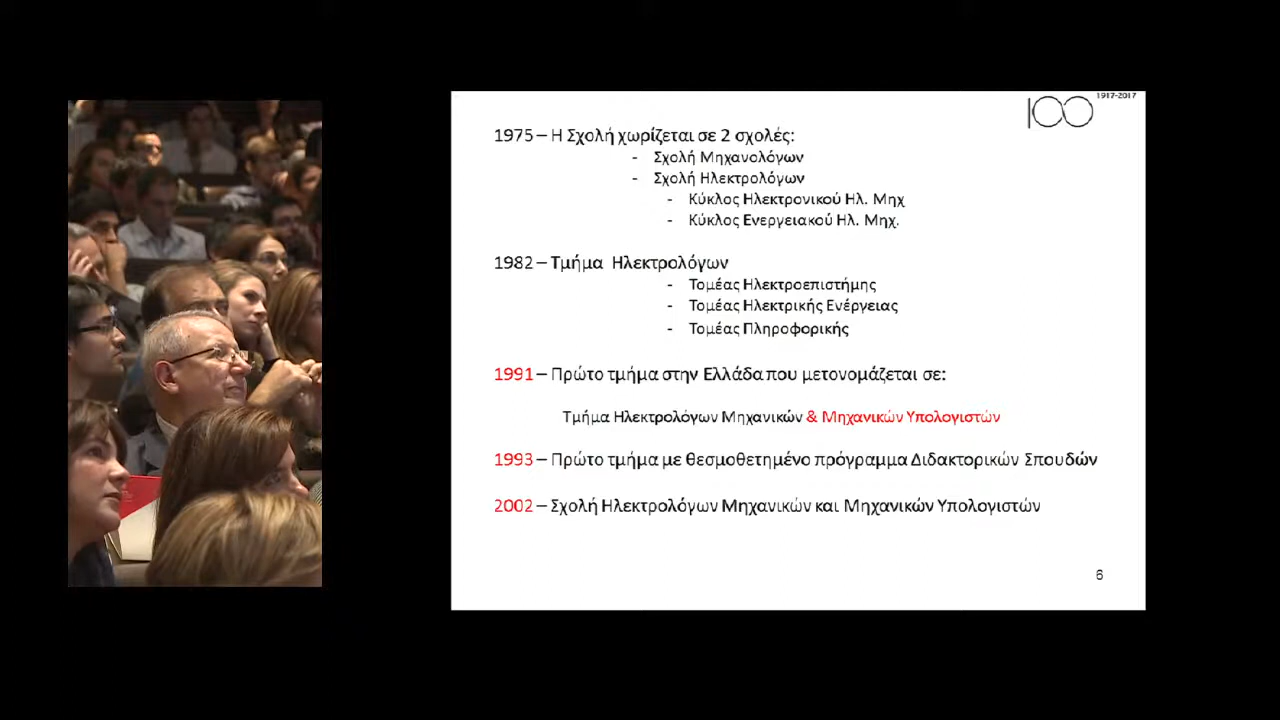 1917-2017
100
1975 – Η Σχολή χωρίζεται σε 2 σχολές:
- Σχολή Μηχανολόγων
- Σχολή Ηλεκτρολόγων
- Κύκλος Ηλεκτρονικού Ηλ. Μηχ
- Κύκλος Ενεργειακού Ηλ. Μηχ.
1982 – Τμήμα Ηλεκτρολόγων
- Τομέας Ηλεκτροεπιστήμης
- Τομέας Ηλεκτρικής Ενέργειας
- Τομέας Πληροφορικής
1991 – Πρώτο τμήμα στην Ελλάδα που μετονομάζεται σε:
Τμήμα Ηλεκτρολόγων Μηχανικών & Μηχανικών Υπολογιστών
1993 – Πρώτο τμήμα με θεσμοθετημένο πρόγραμμα Διδακτορικών Σπουδών
2002 – Σχολή Ηλεκτρολόγων Μηχανικών και Μηχανικών Υπολογιστών
6